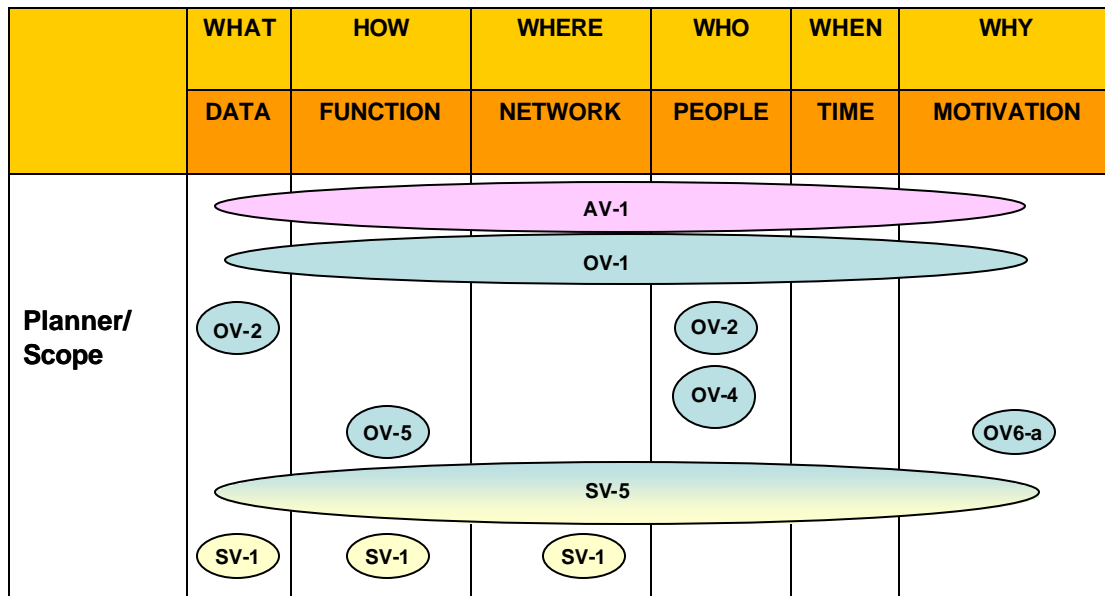 WHAT HOW WHERE WHO WHEN WHY
DATA FUNCTION NETWORK PEOPLE TIME MOTIVATION
AV-1
OV-1
Planner/
Scope
OV-2 OV-2
OV-4
OV-5 OV6-a
SV-5
SV-1 SV-1 SV-1